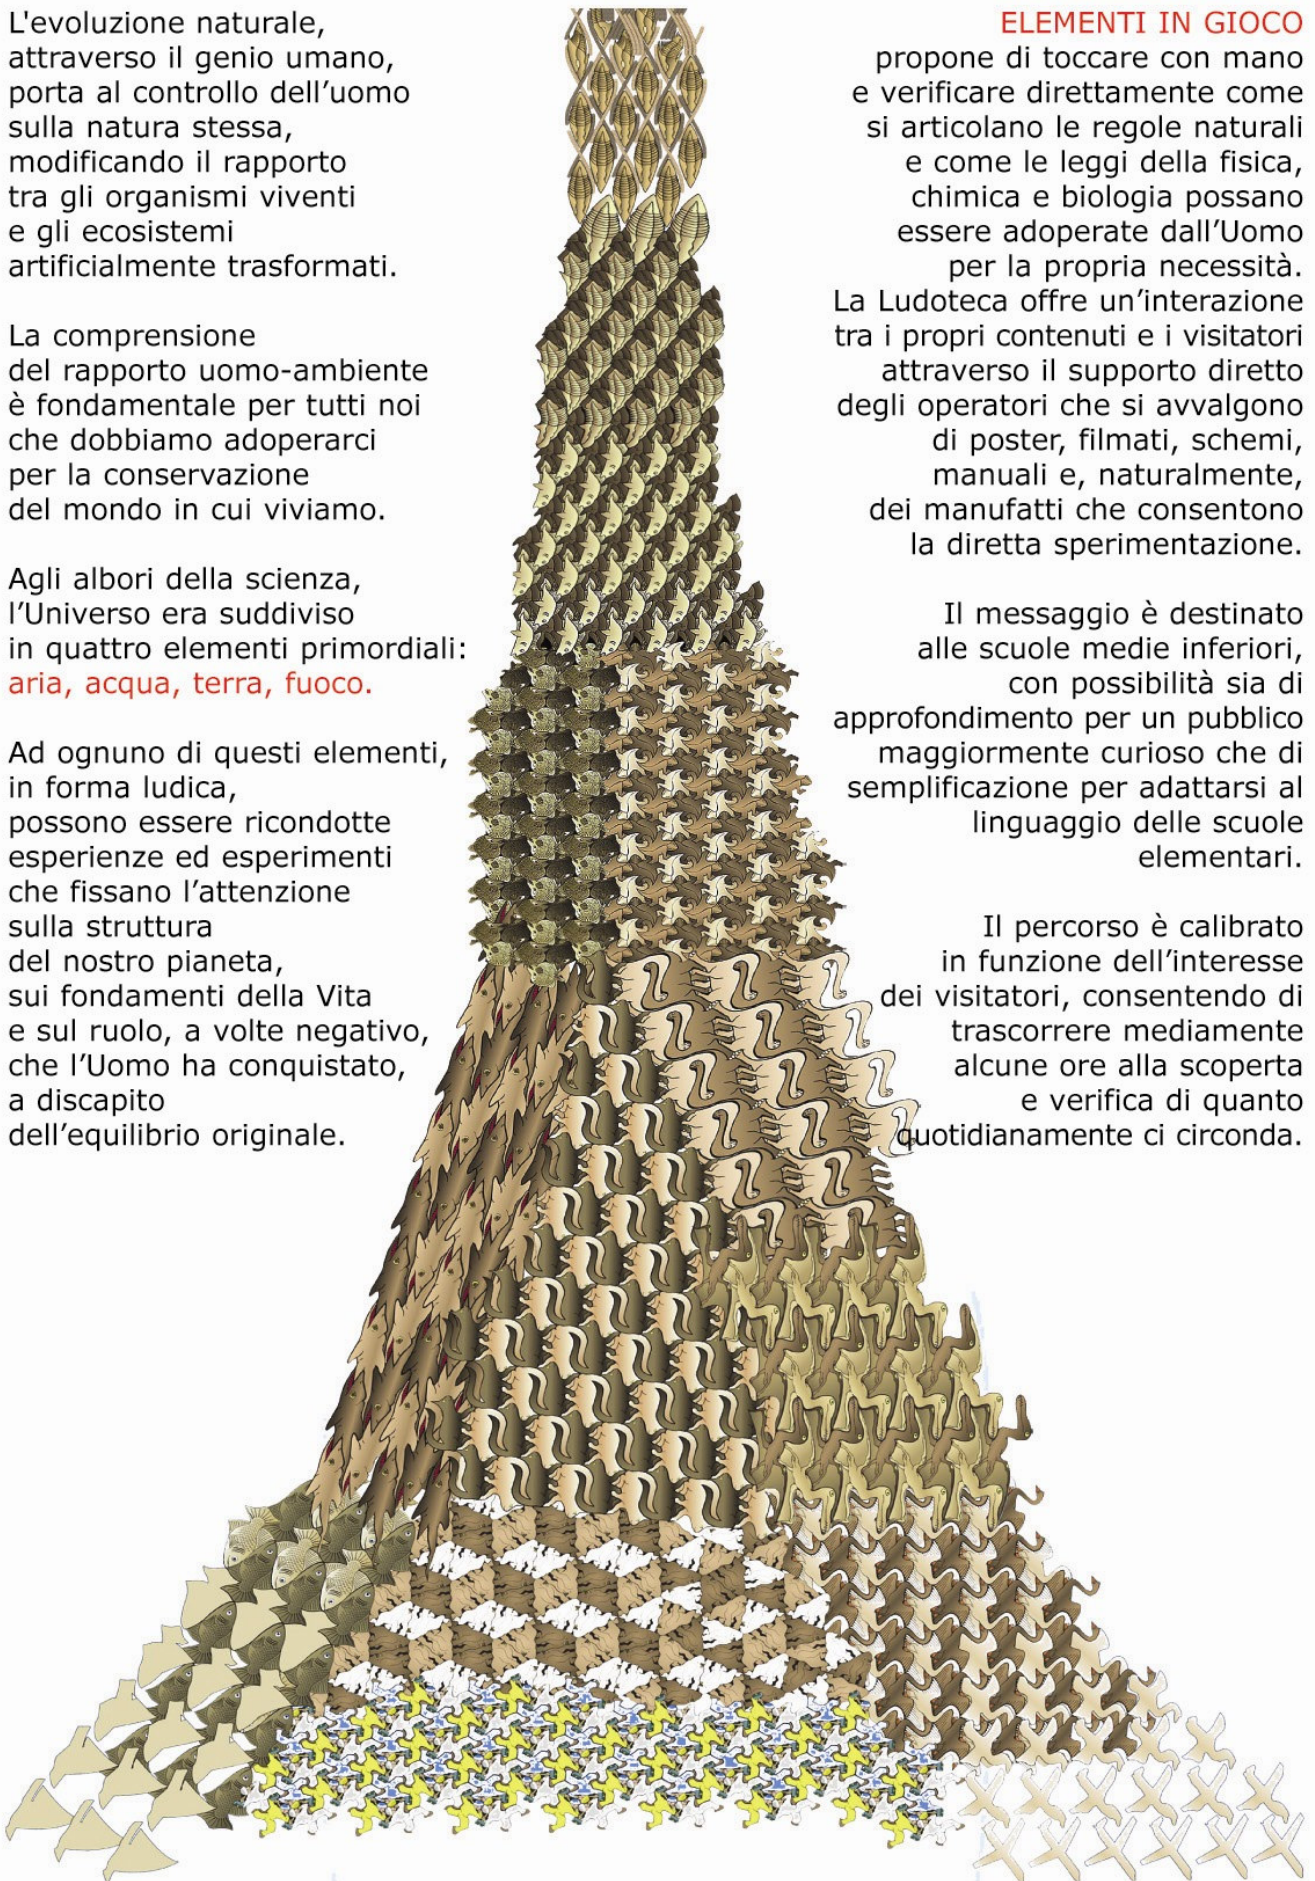 L'evoluzione naturale,
attraverso il genio umano,
porta al controllo dell'uomo
sulla natura stessa,
modificando il rapporto
tra gli organismi viventi
e gli ecosistemi
artificialmente trasformati.
La comprensione
del rapporto uomo-ambiente
è fondamentale per tutti noi
che dobbiamo adoperarci
per la conservazione
del mondo in cui viviamo.
Agli albori della scienza,
l'Universo era suddiviso
in quattro elementi primordiali:
aria, acqua, terra, fuoco.
Ad ognuno di questi elementi,
in forma ludica,
possono essere ricondotte
esperienze ed esperimenti
che fissano l'attenzione
sulla struttura
del nostro pianeta,
sui fondamenti della Vita
e sul ruolo, a volte negativo,
che l'Uomo ha conquistato,
a discapito
dell'equilibrio originale.
ELEMENTI IN GIOCO
propone di toccare con mano
e verificare direttamente come
si articolano le regole naturali
e come le leggi della fisica,
chimica e biologia possano
essere adoperate dall'Uomo
per la propria necessità.
La Ludoteca offre un'interazione
tra i propri contenuti e i visitatori
attraverso il supporto diretto
degli operatori che si avvalgono
di poster, filmati, schemi,
manuali e, naturalmente,
dei manufatti che consentono
la diretta sperimentazione.
Il messaggio è destinato
alle scuole medie inferiori,
con possibilità sia di
approfondimento per un pubblico
maggiormente curioso che di
semplificazione per adattarsi al
linguaggio delle scuole
elementari.
Il percorso è calibrato
in funzione dell'interesse
dei visitatori, consentendo di
trascorrere mediamente
alcune ore alla scoperta
e verifica di quanto
quotidianamente ci circonda.